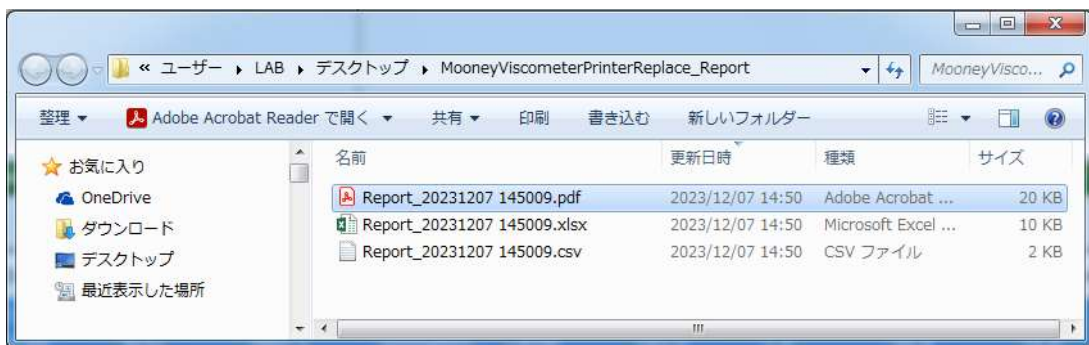 « ユーザー ▸ LAB ▸ デスクトップ ▸ MooneyViscometerPrinterReplace_Report MooneyVisco...
整理 Adobe Acrobat Reader で開く 共有 印刷 書き込む 新しいフォルダー
お気に入り
OneDrive
ダウンロード
デスクトップ
最近表示した場所
名前 更新日時 種類 サイズ
Report_20231207 145009.pdf 2023/12/07 14:50 Adobe Acrobat ... 20 KB
Report_20231207 145009.xlsx 2023/12/07 14:50 Microsoft Excel ... 10 KB
Report_20231207 145009.csv 2023/12/07 14:50 CSV ファイル 2 KB